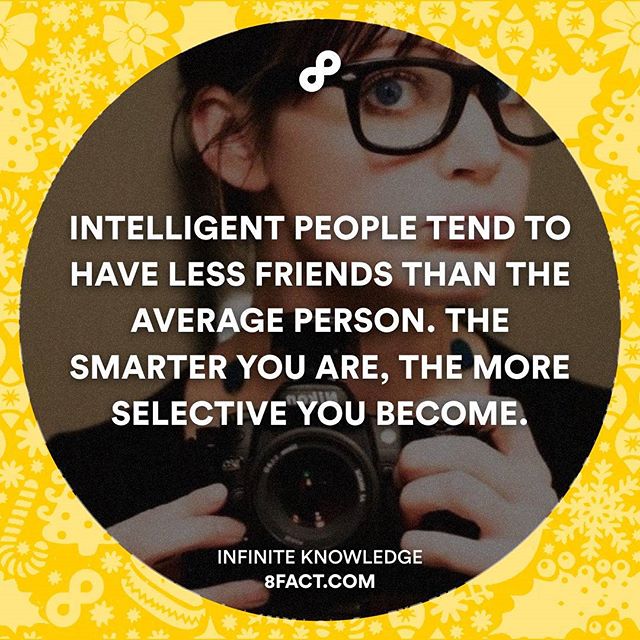 INTELLIGENT PEOPLE TEND TO
HAVE LESS FRIENDS THAN THE
AVERAGE PERSON. THE
SMARTER YOU ARE, THE MORE
SELECTIVE YOU BECOME.
INFINITE KNOWLEDGE
8FACT.COM